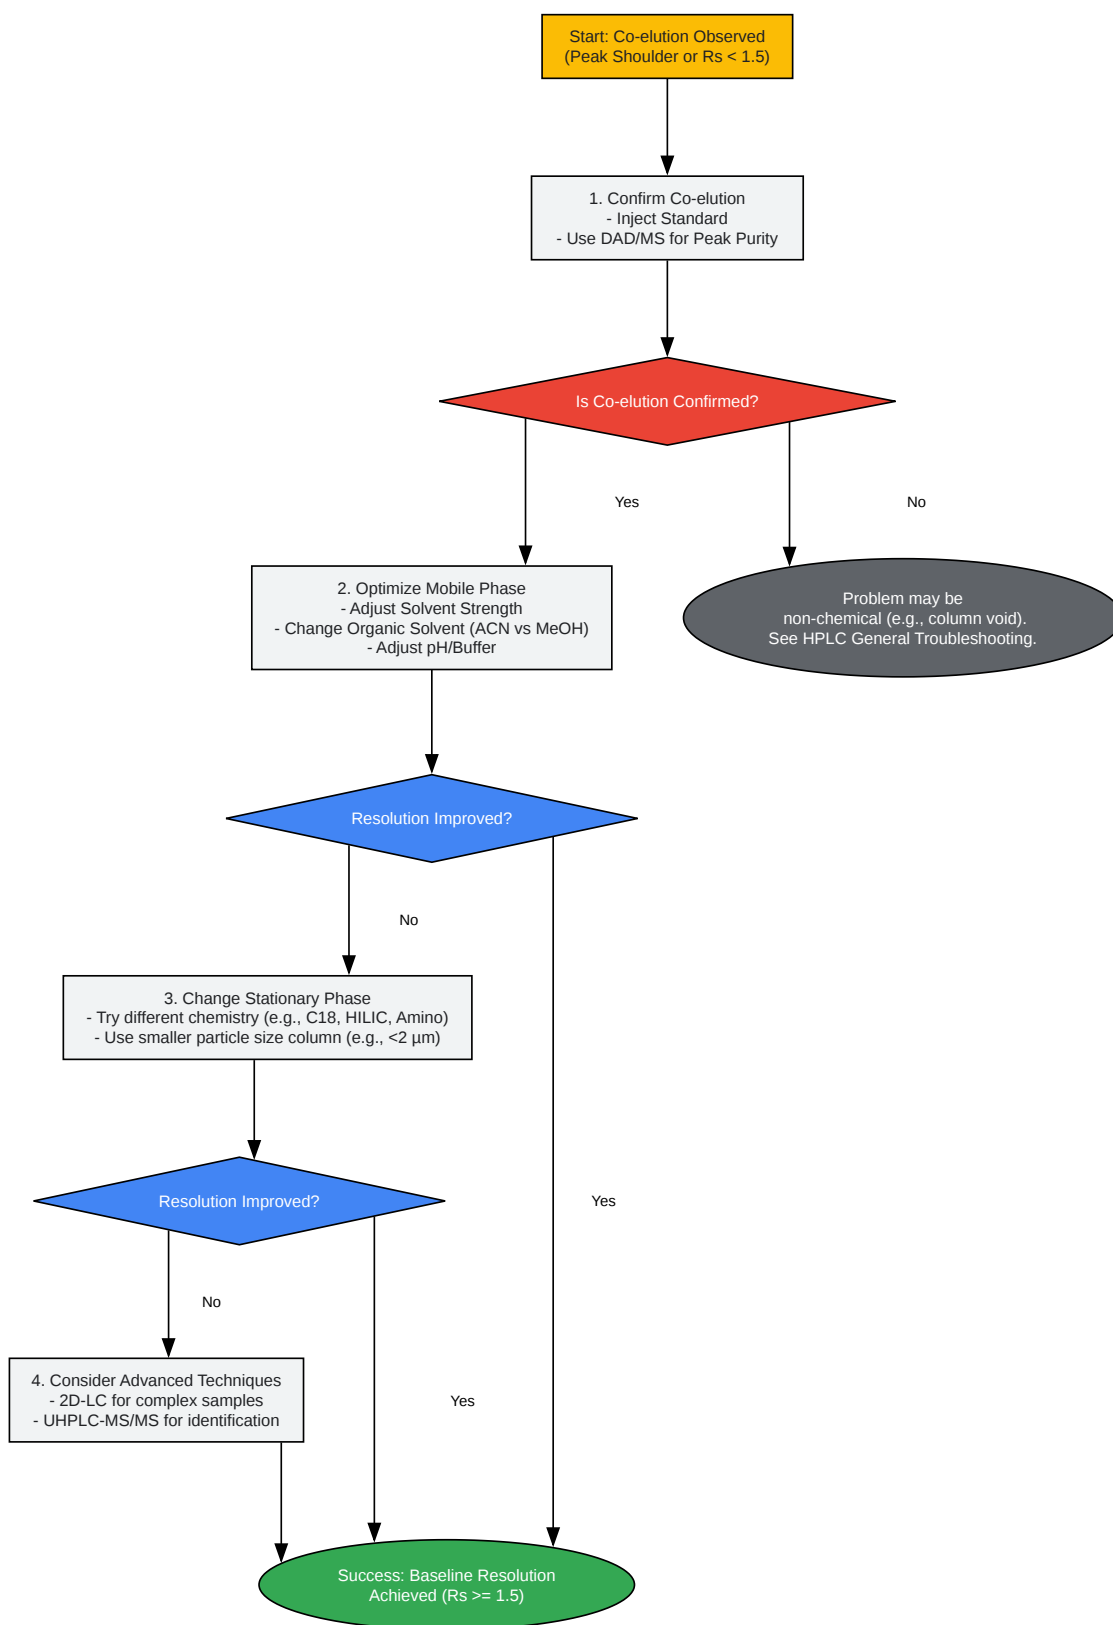 Start: Co-elution Observed
(Peak Shoulder or Rs < 1.5)
1. Confirm Co-elution
- Inject Standard
- Use DAD/MS for Peak Purity
Is Co-elution Confirmed?
Yes
No
2. Optimize Mobile Phase
- Adjust Solvent Strength
- Change Organic Solvent (ACN vs MeOH)
- Adjust pH/Buffer
Problem may be
non-chemical (e.g., column void).
See HPLC General Troubleshooting.
Resolution Improved?
No
3. Change Stationary Phase
- Try different chemistry (e.g., C18, HILIC, Amino)
- Use smaller particle size column (e.g., <2 µm)
Resolution Improved?
Yes
No
4. Consider Advanced Techniques
- 2D-LC for complex samples
- UHPLC-MS/MS for identification
Yes
Success: Baseline Resolution
Achieved (Rs >= 1.5)